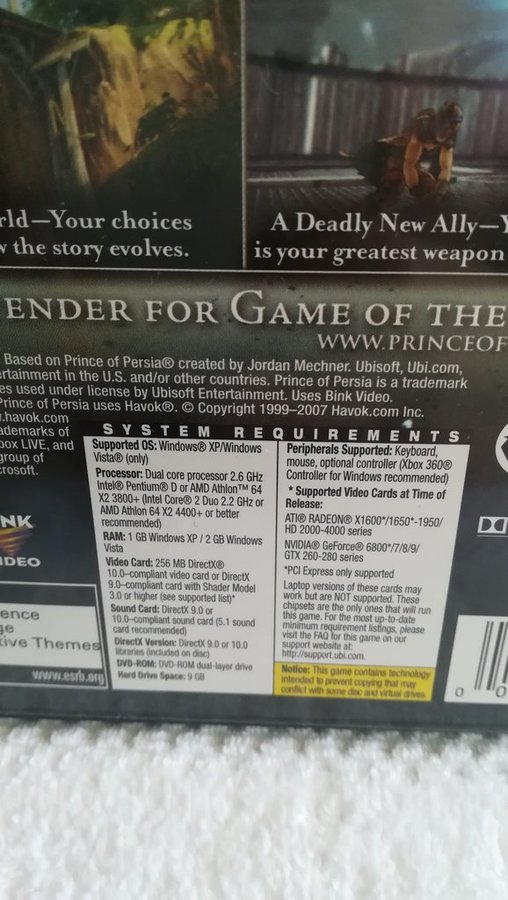 rld—Your choices
w the story evolves.
A Deadly New Ally—Y
is your greatest weapon
ENDER FOR GAME OF THE
WWW.PRINCEOF
Based on Prince of Persia® created by Jordan Mechner. Ubisoft, Ubi.com,
ertainment in the U.S. and/or other countries. Prince of Persia is a trademark
es used under license by Ubisoft Entertainment. Uses Bink Video.
Prince of Persia uses Havok®. © Copyright 1999–2007 Havok.com Inc.
.havok.com
ademarks of
box LIVE, and
group of
crosoft.
NK
IDEO
ence
ge
tive Themes
www.esrb.org
SYSTEM REQUIREMENTS
Supported OS: Windows® XP/Windows
Vista® (only)
Processor: Dual core processor 2.6 GHz
Intel® Pentium® D or AMD Athlon™ 64
X2 3800+ (Intel Core® 2 Duo 2.2 GHz or
AMD Athlon 64 X2 4400+ or better
recommended)
RAM: 1 GB Windows XP / 2 GB Windows
Vista
Video Card: 256 MB DirectX®
10.0–compliant video card or DirectX
9.0–compliant card with Shader Model
3.0 or higher (see supported list)*
Sound Card: DirectX 9.0 or
10.0–compliant sound card (5.1 sound
card recommended)
DirectX Version: DirectX 9.0 or 10.0
libraries (included on disc)
DVD-ROM: DVD-ROM dual-layer drive
Hard Drive Space: 9 GB
Peripherals Supported: Keyboard,
mouse, optional controller (Xbox 360®
Controller for Windows recommended)
* Supported Video Cards at Time of
Release:
ATI® RADEON® X1600*/1650*-1950/
HD 2000-4000 series
NVIDIA® GeForce® 6800*/7/8/9/
GTX 260-280 series
*PCI Express only supported
Laptop versions of these cards may
work but are NOT supported. These
chipsets are the only ones that will run
this game. For the most up-to-date
minimum requirement listings, please
visit the FAQ for this game on our
support website at:
http://support.ubi.com.
Notice: This game contains technology
intended to prevent copying that may
conflict with some disc and virtual drives.
0 0